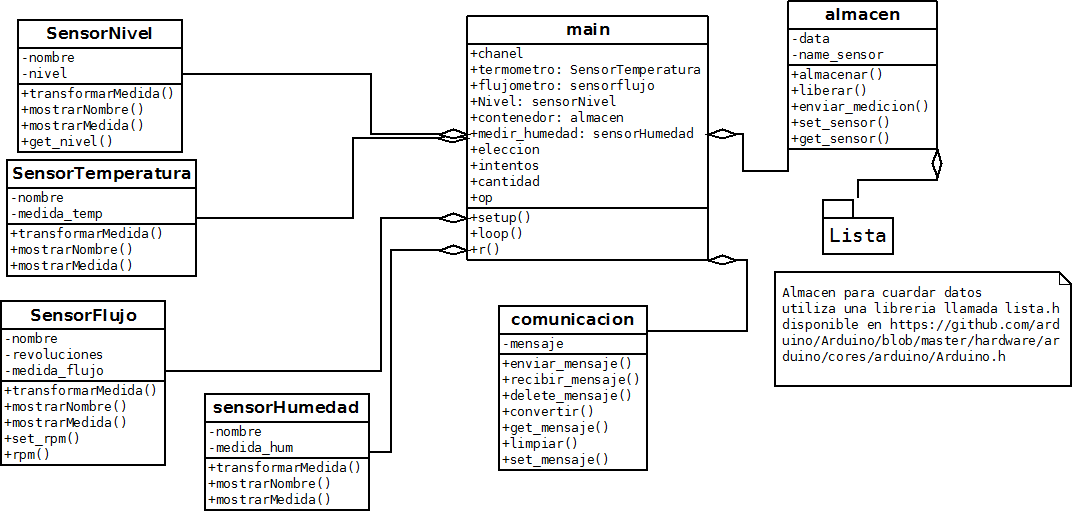 SensorNivel
-nombre
-nivel
+transformarMedida()
+mostrarNombre()
+mostrarMedida()
+get_nivel()
SensorTemperatura
-nombre
-medida_temp
+transformarMedida()
+mostrarNombre()
+mostrarMedida()
SensorFlujo
-nombre
-revoluciones
-medida_flujo
+transformarMedida()
+mostrarNombre()
+mostrarMedida()
+set_rpm()
+rpm()
sensorHumedad
-nombre
-medida_hum
+transformarMedida()
+mostrarNombre()
+mostrarMedida()
main
+chanel
+termometro: SensorTemperatura
+flujometro: sensorflujo
+Nivel: sensorNivel
+contenedor: almacen
+medir_humedad: sensorHumedad
+eleccion
+intentos
+cantidad
+op
+setup()
+loop()
+r()
comunicacion
-mensaje
+enviar_mensaje()
+recibir_mensaje()
+delete_mensaje()
+convertir()
+get_mensaje()
+limpiar()
+set_mensaje()
almacen
-data
-name_sensor
+almacenar()
+liberar()
+enviar_medicion()
+set_sensor()
+get_sensor()
Lista
Almacen para cuardar datos
utiliza una libreria llamada lista.h
disponible en https://github.com/ard
uino/Arduino/blob/master/hardware/ar
duino/cores/arduino/Arduino.h